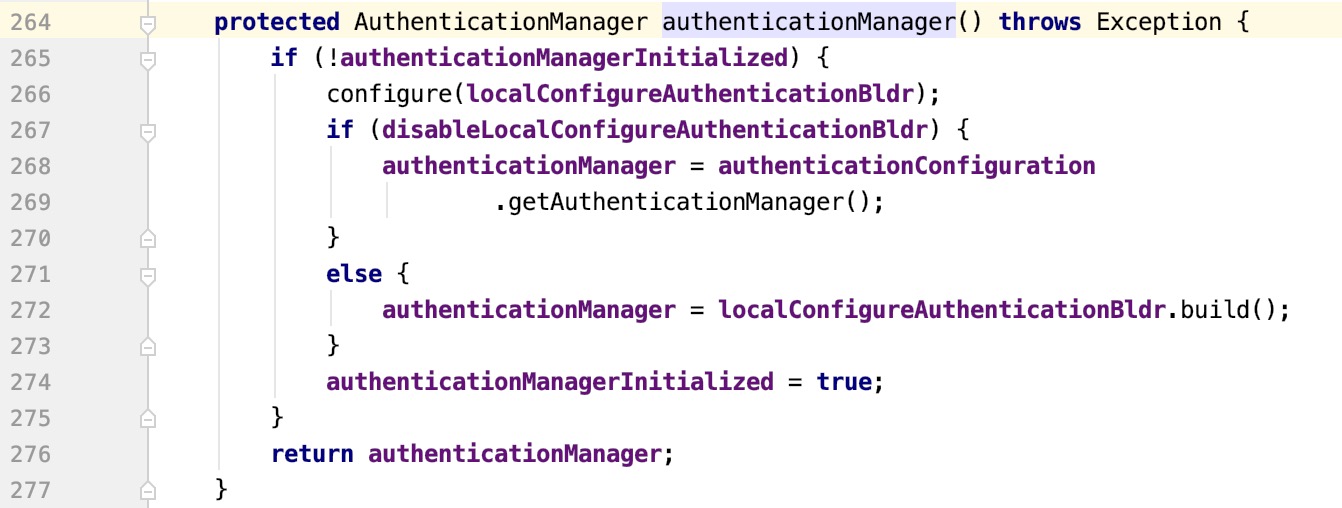 264 protected AuthenticationManager authenticationManager() throws Exception {
265 if (!authenticationManagerInitialized) {
266 configure(localConfigureAuthenticationBldr);
267 if (disableLocalConfigureAuthenticationBldr) {
268 authenticationManager = authenticationConfiguration
269 .getAuthenticationManager();
270 }
271 else {
272 authenticationManager = localConfigureAuthenticationBldr.build();
273 }
274 authenticationManagerInitialized = true;
275 }
276 return authenticationManager;
277 }